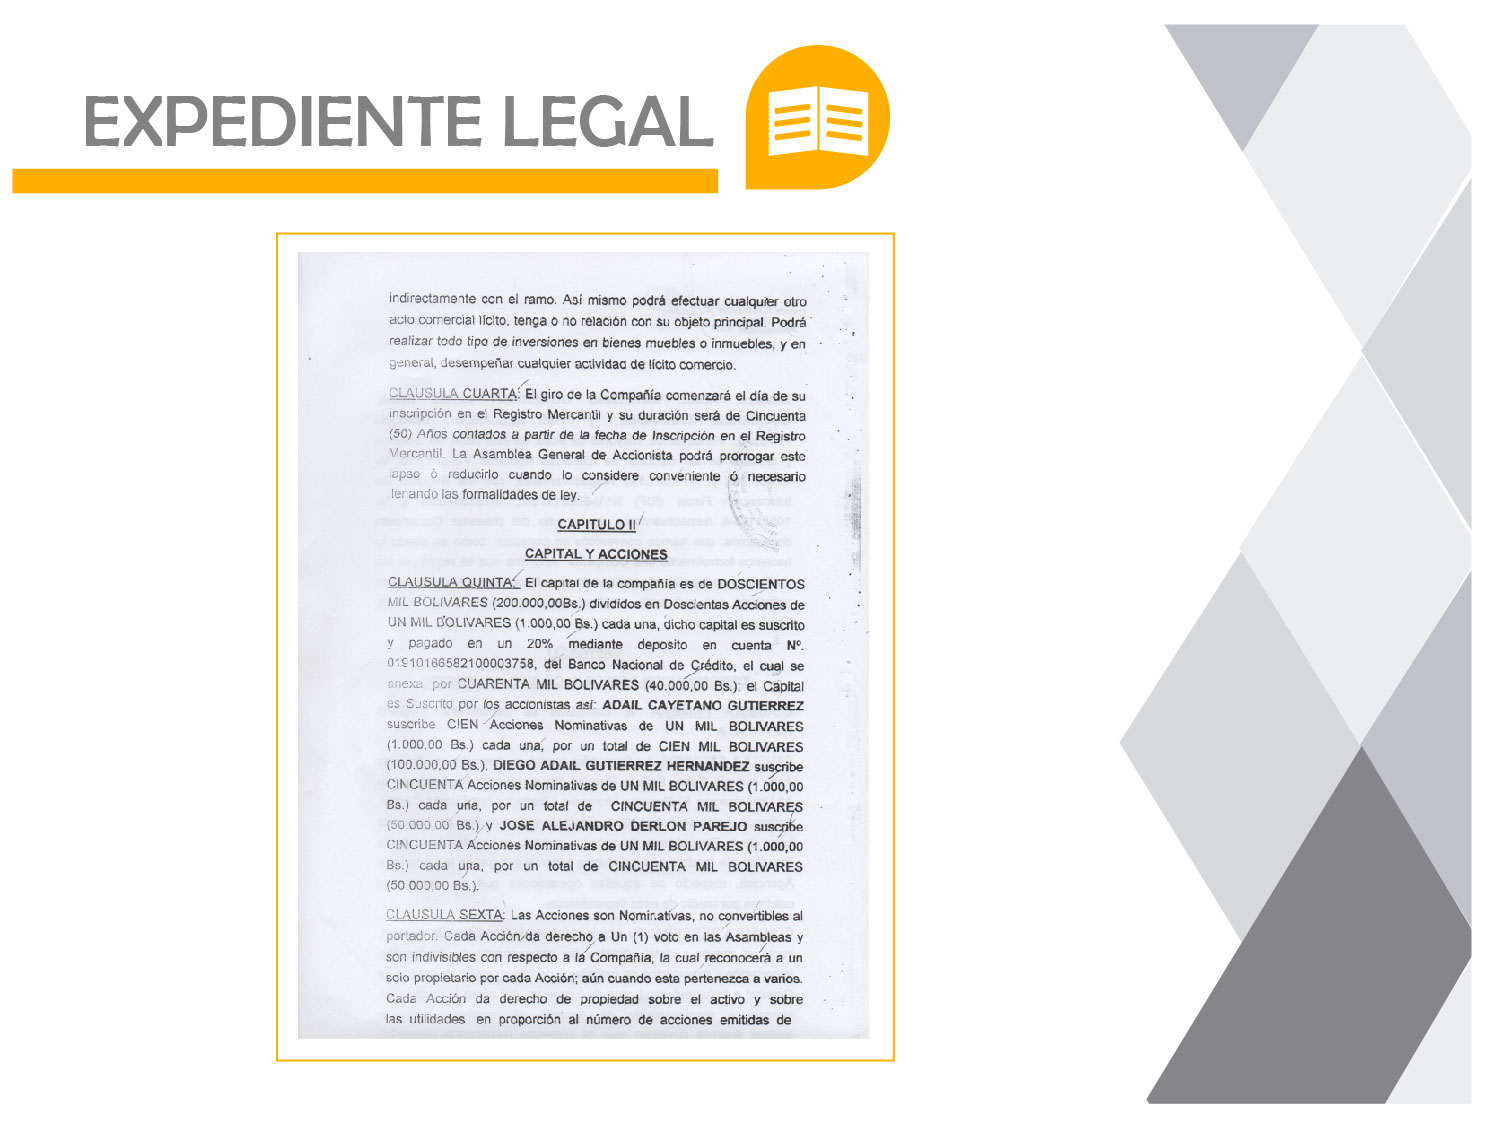 EXPEDIENTE LEGAL
indirectamente con el ramo. Así mismo podrá efectuar cualquier otro
acto comercial lícito, tenga o no relación con su objeto principal. Podrá
realizar todo tipo de inversiones en bienes muebles o inmuebles, y en
general, desempeñar cualquier actividad de lícito comercio.
CLAUSULA CUARTA: El giro de la Compañía comenzará el día de su
inscripción en el Registro Mercantil y su duración será de Cincuenta
(50) Años contados a partir de la fecha de Inscripción en el Registro
Mercantil. La Asamblea General de Accionista podrá prorrogar este
lapso ó reducirlo cuando lo considere conveniente ó necesario
llenando las formalidades de ley.
CAPITULO II
CAPITAL Y ACCIONES
CLAUSULA QUINTA: El capital de la compañía es de DOSCIENTOS
MIL BOLIVARES (200.000,00Bs.) divididos en Doscientas Acciones de
UN MIL BOLIVARES (1.000,00 Bs.) cada una, dicho capital es suscrito
y pagado en un 20% mediante deposito en cuenta Nº.
01910166582100003758, del Banco Nacional de Crédito, el cual se
anexa, por CUARENTA MIL BOLIVARES (40.000,00 Bs.); el Capital
es Suscrito por los accionistas así: ADAIL CAYETANO GUTIERREZ
suscribe CIEN Acciones Nominativas de UN MIL BOLIVARES
(1.000,00 Bs.) cada una, por un total de CIEN MIL BOLIVARES
(100.000,00 Bs.). DIEGO ADAIL GUTIERREZ HERNANDEZ suscribe
CINCUENTA Acciones Nominativas de UN MIL BOLIVARES (1.000,00
Bs.) cada una, por un total de CINCUENTA MIL BOLIVARES
(50.000,00 Bs.) y JOSE ALEJANDRO DERLON PAREJO suscribe
CINCUENTA Acciones Nominativas de UN MIL BOLIVARES (1.000,00
Bs.) cada una, por un total de CINCUENTA MIL BOLIVARES
(50.000,00 Bs.).
CLAUSULA SEXTA: Las Acciones son Nominativas, no convertibles al
portador. Cada Acción da derecho a Un (1) voto en las Asambleas y
son indivisibles con respecto a la Compañía, la cual reconocerá a un
solo propietario por cada Acción; aún cuando esta pertenezca a varios.
Cada Acción da derecho de propiedad sobre el activo y sobre
las utilidades en proporción al número de acciones emitidas de